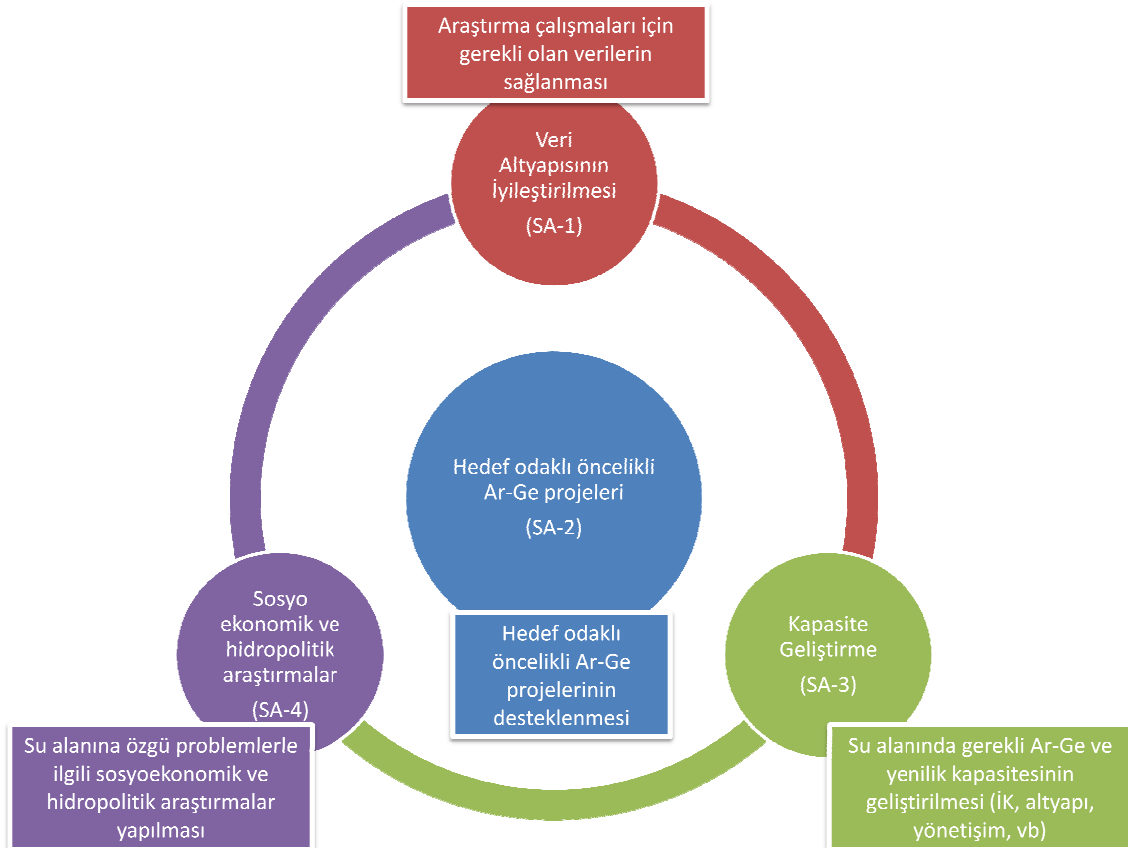 Araştırma çalışmaları için
gerekli olan verilerin
sağlanması
Veri
Altyapısının
İyileştirilmesi
(SA-1)
Hedef odaklı öncelikli
Ar-Ge projeleri
(SA-2)
Hedef odaklı
öncelikli Ar-Ge
projelerinin
desteklenmesi
Sosyo
ekonomik ve
hidropolitik
araştırmalar
(SA-4)
Su alanına özgü problemlerle
ilgili sosyoekonomik ve
hidropolitik araştırmalar
yapılması
Kapasite
Geliştirme
(SA-3)
Su alanında gerekli Ar-Ge ve
yenilik kapasitesinin
geliştirilmesi (İK, altyapı,
yönetişim, vb)